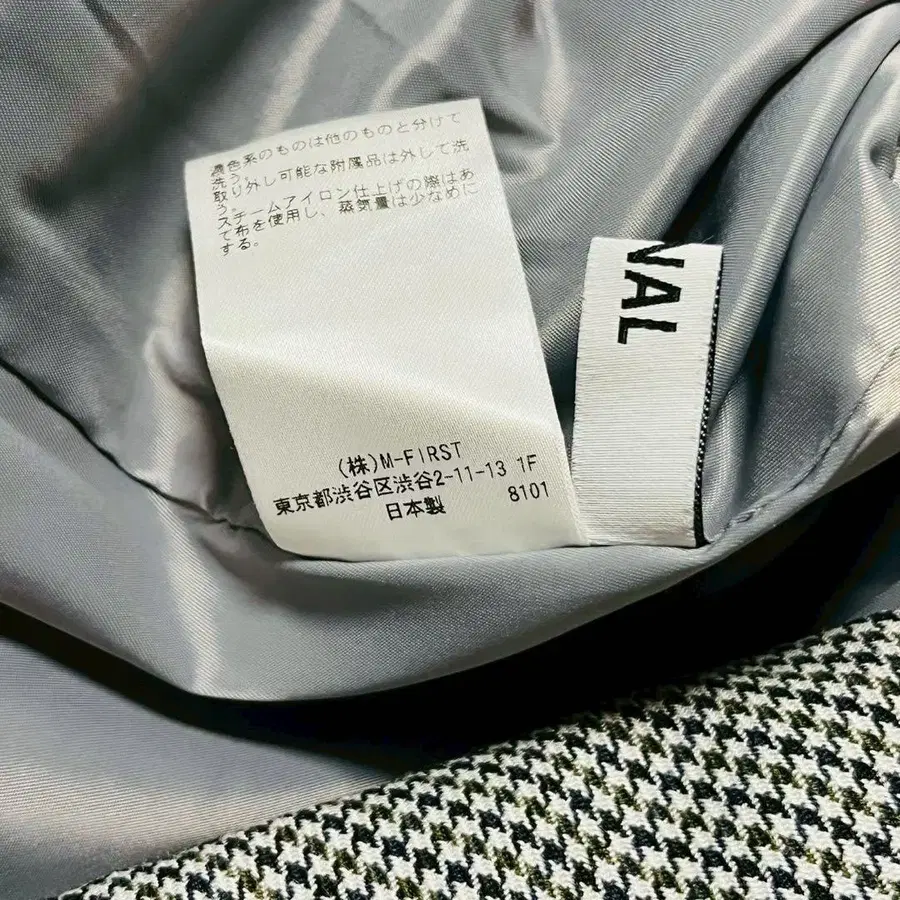 濃色系のものは他のものと分けて
洗う。
取り外し可能な附属品は外して洗
う。
スチームアイロン仕上げの際はあ
て布を使用し、蒸気量は少なめに
する。
(株)M-FIRST
東京都渋谷区渋谷2-11-13 1F
日本製 8101
NAL